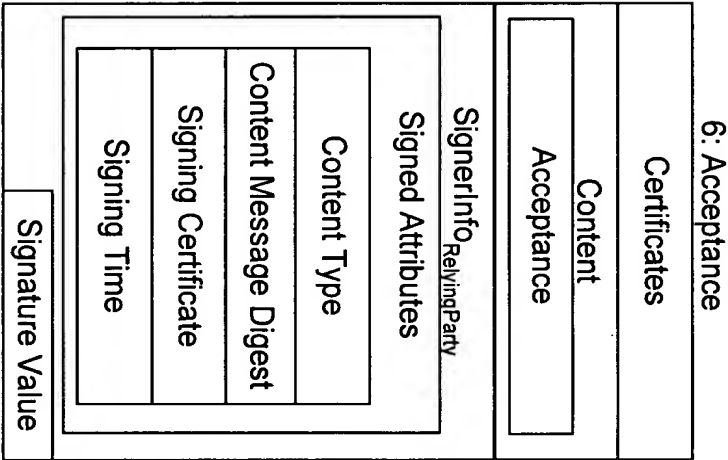 6: Acceptance
Certificates
Content
Acceptance
SignerInfoRelyingParty
Signed Attributes
Content Type
Content Message Digest
Signing Certificate
Signing Time
Signature Value